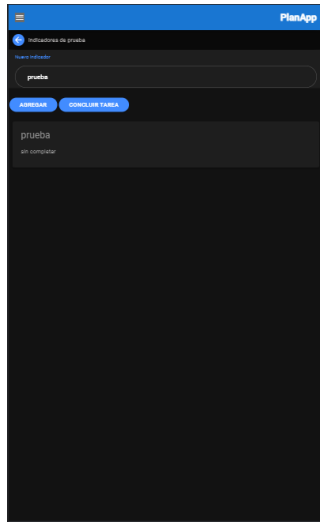 PlanApp
Indicadores de prueba
Nuevo indicador
prueba
AGREGAR CONCLUIR TAREA
prueba
sin completar